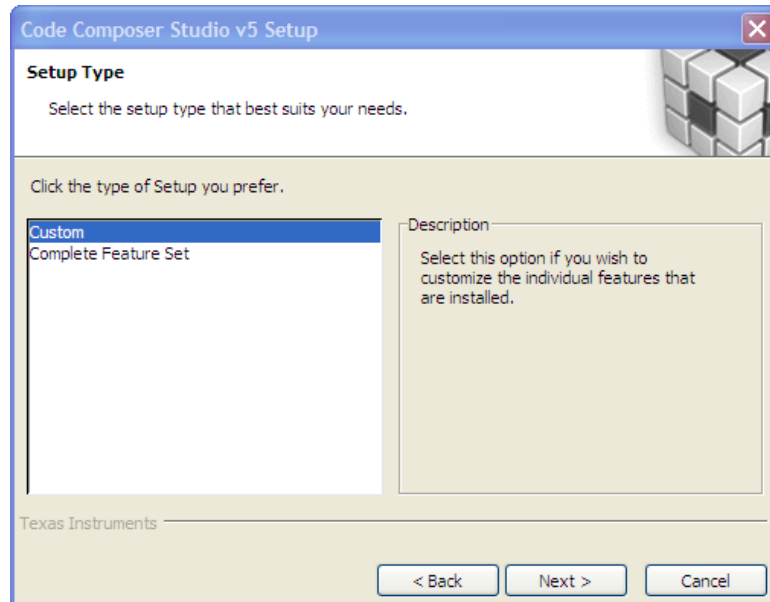 Code Composer Studio v5 Setup
Setup Type
Select the setup type that best suits your needs.
Click the type of Setup you prefer.
Custom
Complete Feature Set
Description
Select this option if you wish to
customize the individual features that
are installed.
Texas Instruments
< Back
Next >
Cancel